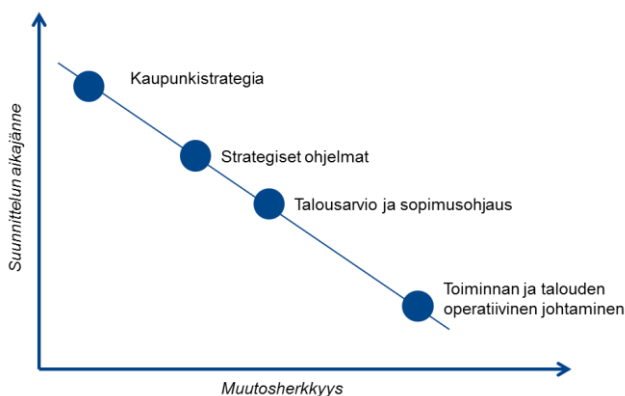 Kaupunkistrategia
Strategiset ohjelmat
Talousarvio ja sopimusohjaus
Toiminnan ja talouden
operatiivinen johtaminen
Suunnittelun aikajänne
Muutosherkkyys